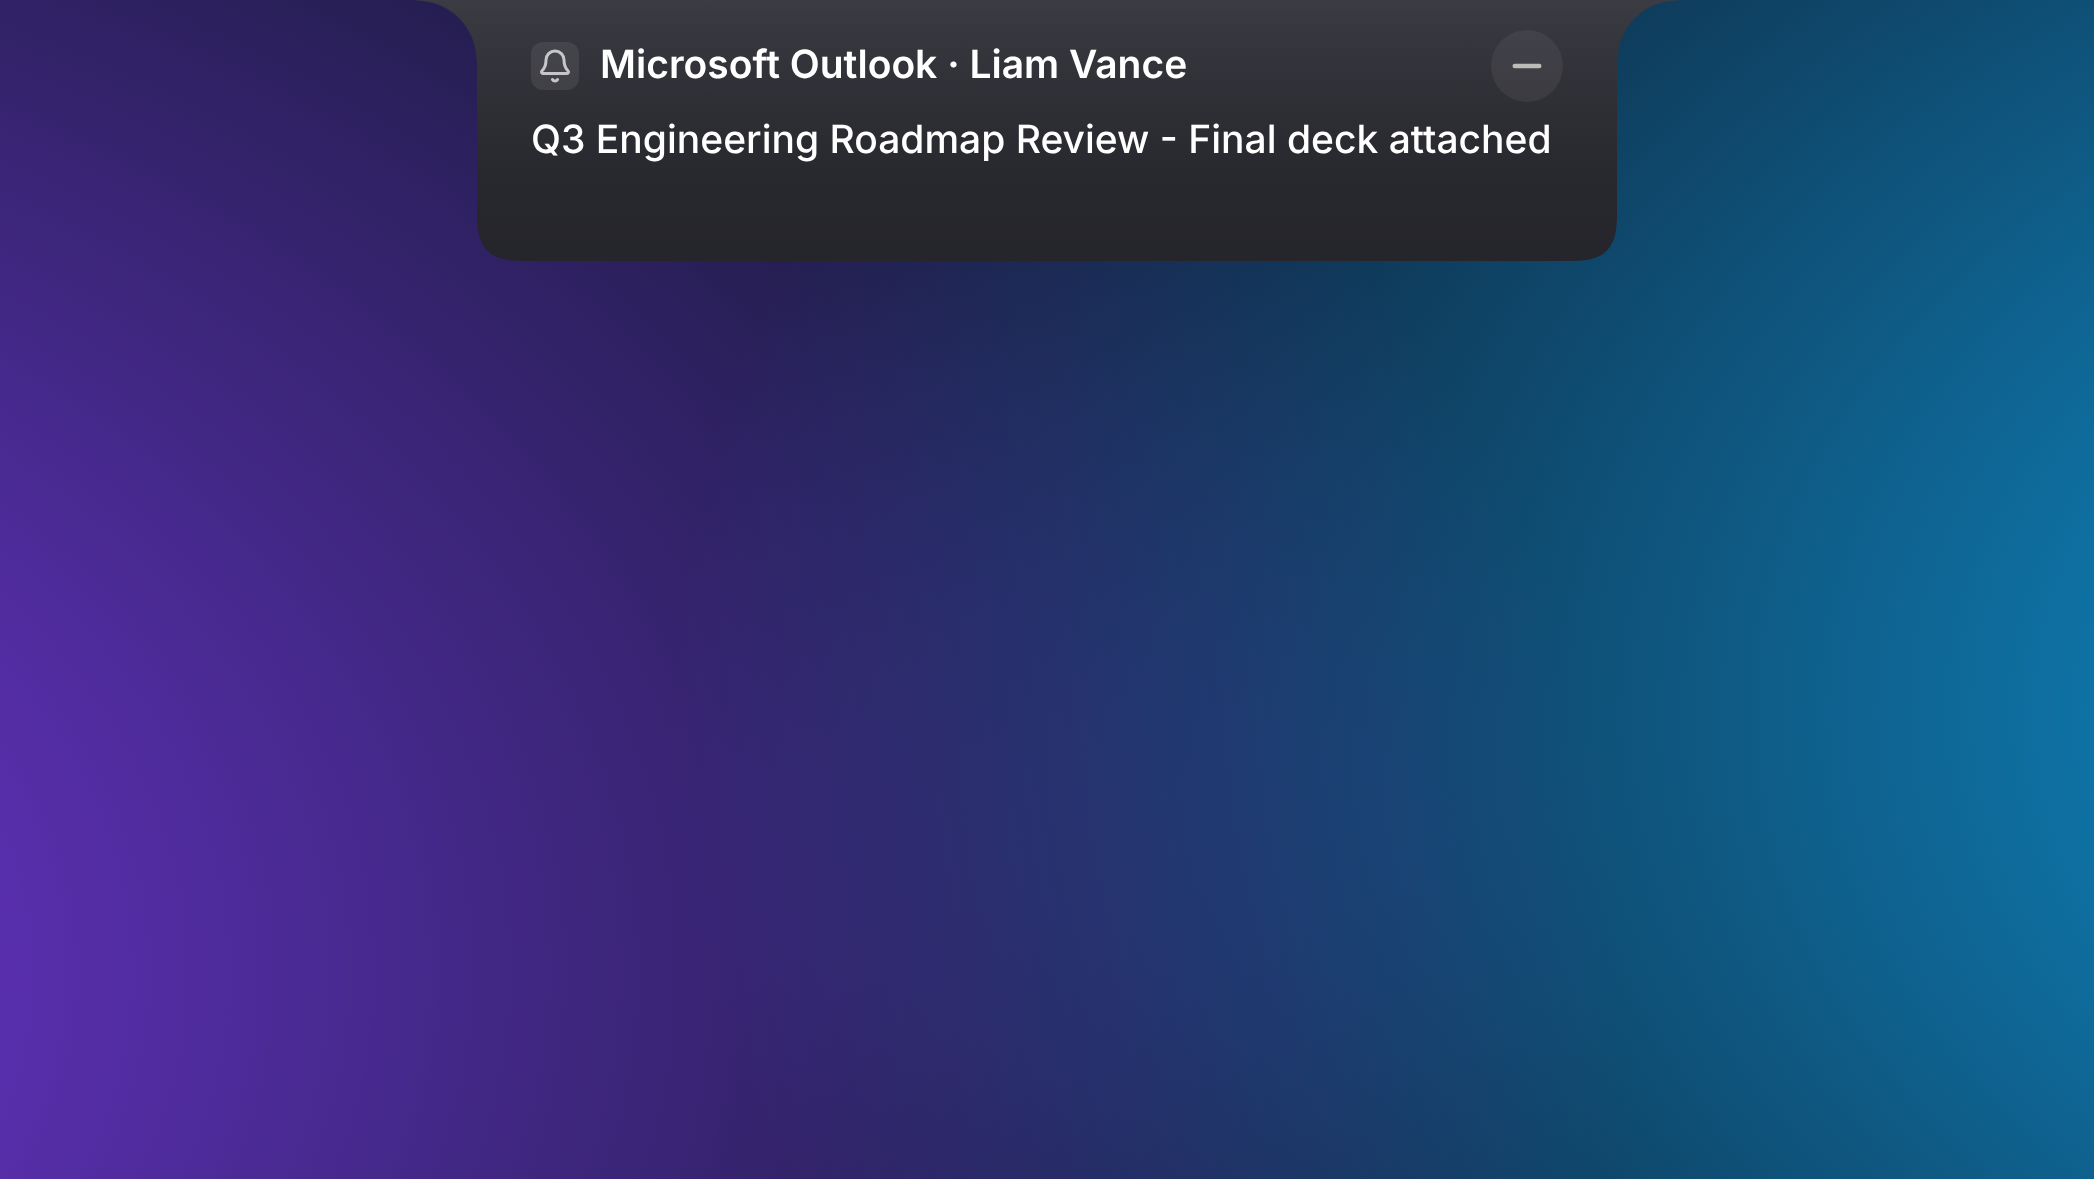 Microsoft Outlook · Liam Vance
Q3 Engineering Roadmap Review - Final deck attached